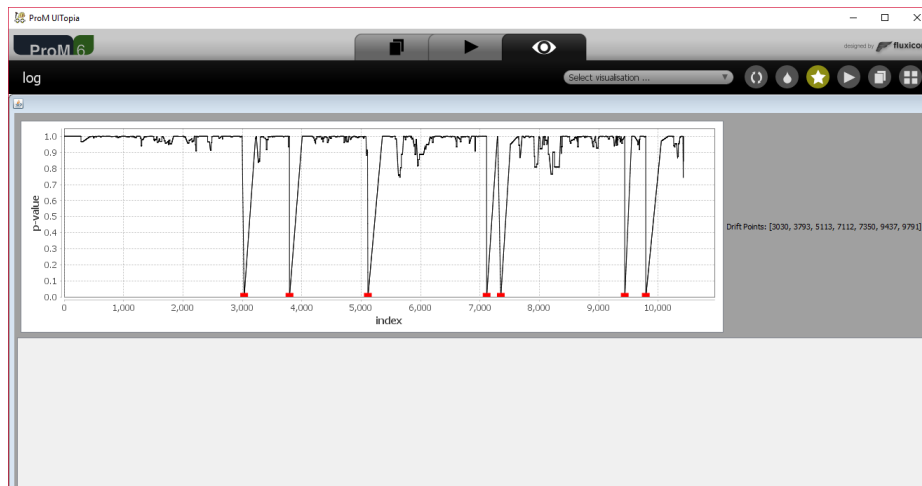 ProM UITopia
ProM 6
designed by fluxicon
log
Select visualisation ...
1.0
0.9
0.8
0.7
0.6
0.5
0.4
0.3
0.2
0.1
0.0
p-value
0 1,000 2,000 3,000 4,000 5,000 6,000 7,000 8,000 9,000 10,000
index
Drift Points: [3030, 3793, 5113, 7112, 7350, 9437, 9791]